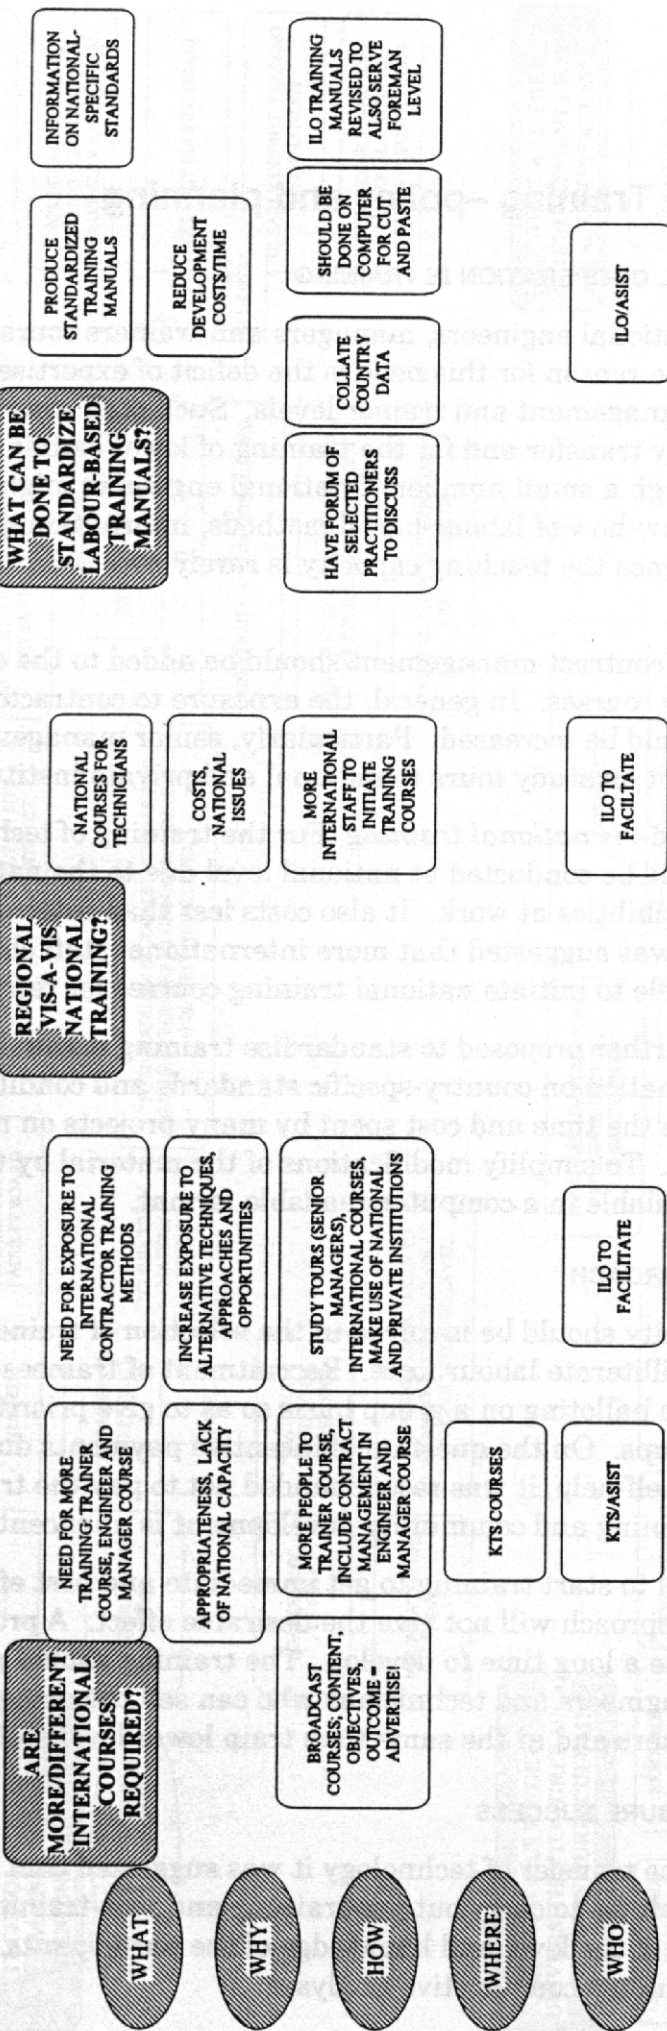 ARE
MORE/DIFFERENT
INTERNATIONAL
COURSES
REQUIRED?
REGIONAL
VIS-A-VIS
NATIONAL
TRAINING?
WHAT CAN BE
DONE TO
STANDARDIZE
LABOUR-BASED
TRAINING
MANUALS?
WHAT
NEED FOR MORE
TRAINING: TRAINER
COURSE, ENGINEER AND
MANAGER COURSE
NEED FOR EXPOSURE TO
INTERNATIONAL
CONTRACTOR TRAINING
METHODS
NATIONAL
COURSES FOR
TECHNICIANS
PRODUCE
STANDARDIZED
TRAINING
MANUALS
INFORMATION
ON NATIONAL-
SPECIFIC
STANDARDS
WHY
APPROPRIATENESS, LACK
OF NATIONAL CAPACITY
INCREASE EXPOSURE TO
ALTERNATIVE TECHNIQUES,
APPROACHES AND
OPPORTUNITIES.
COSTS,
NATIONAL
ISSUES
REDUCE
DEVELOPMENT
COSTS/TIME
HOW
BROADCAST
COURSES: CONTENT,
OBJECTIVES,
OUTCOME =
ADVERTISE!
MORE PEOPLE TO
TRAINER COURSE,
INCLUDE CONTRACT
MANAGEMENT IN
ENGINEER AND
MANAGER COURSE
STUDY TOURS (SENIOR
MANAGERS),
INTERNATIONAL COURSES,
MAKE USE OF NATIONAL
AND PRIVATE INSTITUTIONS
MORE
INTERNATIONAL
STAFF TO
INITIATE
TRAINING
COURSES
HAVE FORUM OF
SELECTED
PRACTITIONERS
TO DISCUSS
COLLATE
COUNTRY
DATA
SHOULD BE
DONE ON
COMPUTER
FOR CUT
AND PASTE
ILO TRAINING
MANUALS
REVISED TO
ALSO SERVE
FOREMAN
LEVEL
WHERE
KTS COURSES
WHO
KTS/ASIST
ILO TO
FACILITATE
ILO TO
FACILITE
ILO/ASIST